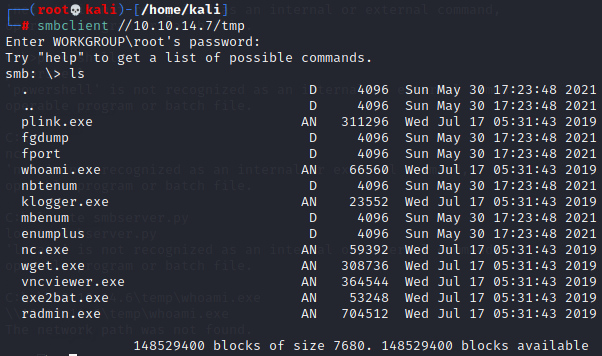 (root💀kali)-[/home/kali]
# smbclient //10.10.14.7/tmp
Enter WORKGROUP\root's password:
Try "help" to get a list of possible commands.
smb: \> ls
. D 4096 Sun May 30 17:23:48 2021
.. D 4096 Sun May 30 17:23:48 2021
plink.exe AN 311296 Wed Jul 17 05:31:43 2019
fgdump D 4096 Sun May 30 17:23:48 2021
fport D 4096 Sun May 30 17:23:48 2021
whoami.exe AN 66560 Wed Jul 17 05:31:43 2019
nbtenum D 4096 Sun May 30 17:23:48 2021
klogger.exe AN 23552 Wed Jul 17 05:31:43 2019
mbenum D 4096 Sun May 30 17:23:48 2021
enumplus D 4096 Sun May 30 17:23:48 2021
nc.exe AN 59392 Wed Jul 17 05:31:43 2019
wget.exe AN 308736 Wed Jul 17 05:31:43 2019
vncviewer.exe AN 364544 Wed Jul 17 05:31:43 2019
exe2bat.exe AN 53248 Wed Jul 17 05:31:43 2019
radmin.exe AN 704512 Wed Jul 17 05:31:43 2019
148529400 blocks of size 7680. 148529400 blocks available